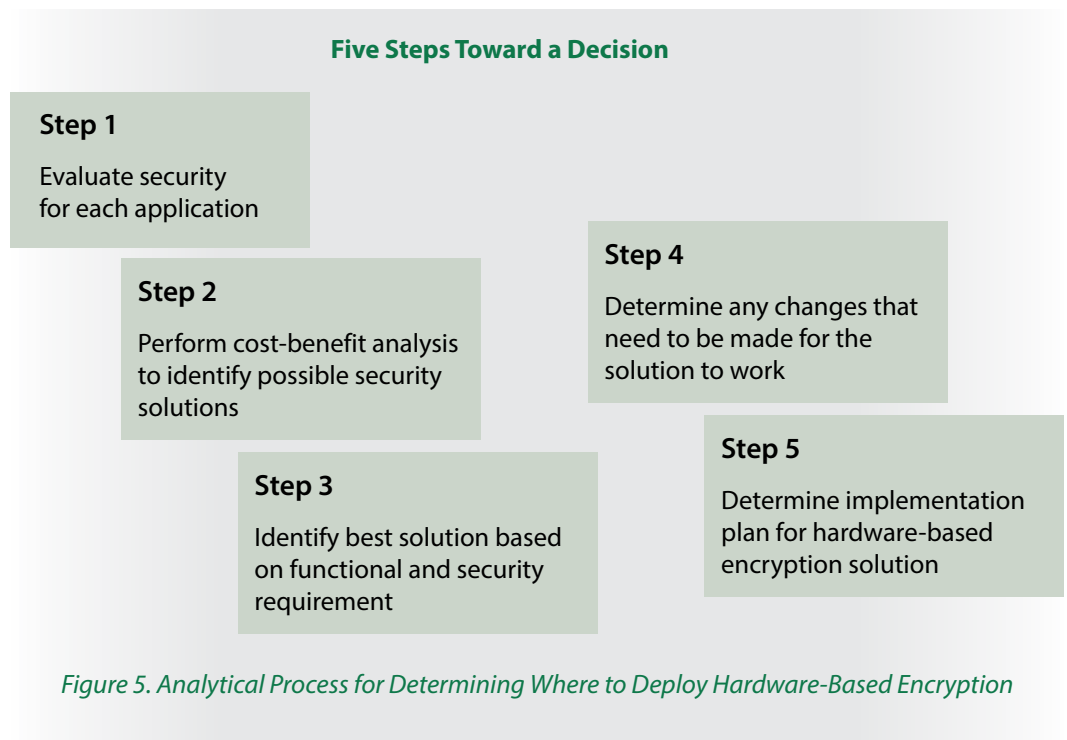 Five Steps Toward a Decision
Step 1
Evaluate security
for each application
Step 2
Perform cost-benefit analysis
to identify possible security
solutions
Step 3
Identify best solution based
on functional and security
requirement
Step 4
Determine any changes that
need to be made for the
solution to work
Step 5
Determine implementation
plan for hardware-based
encryption solution
Figure 5. Analytical Process for Determining Where to Deploy Hardware-Based Encryption